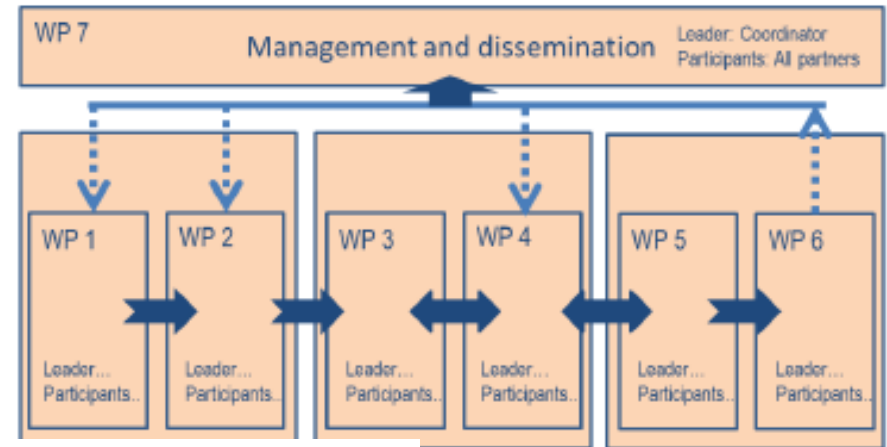 WP 7
Management and dissemination
Leader: Coordinator
Participants: All partners
WP 1
WP 2
WP 3
WP 4
WP 5
WP 6
Leader...
Participants..
Leader...
Participants..
Leader...
Participants..
Leader...
Participants..
Leader...
Participants..
Leader...
Participants..